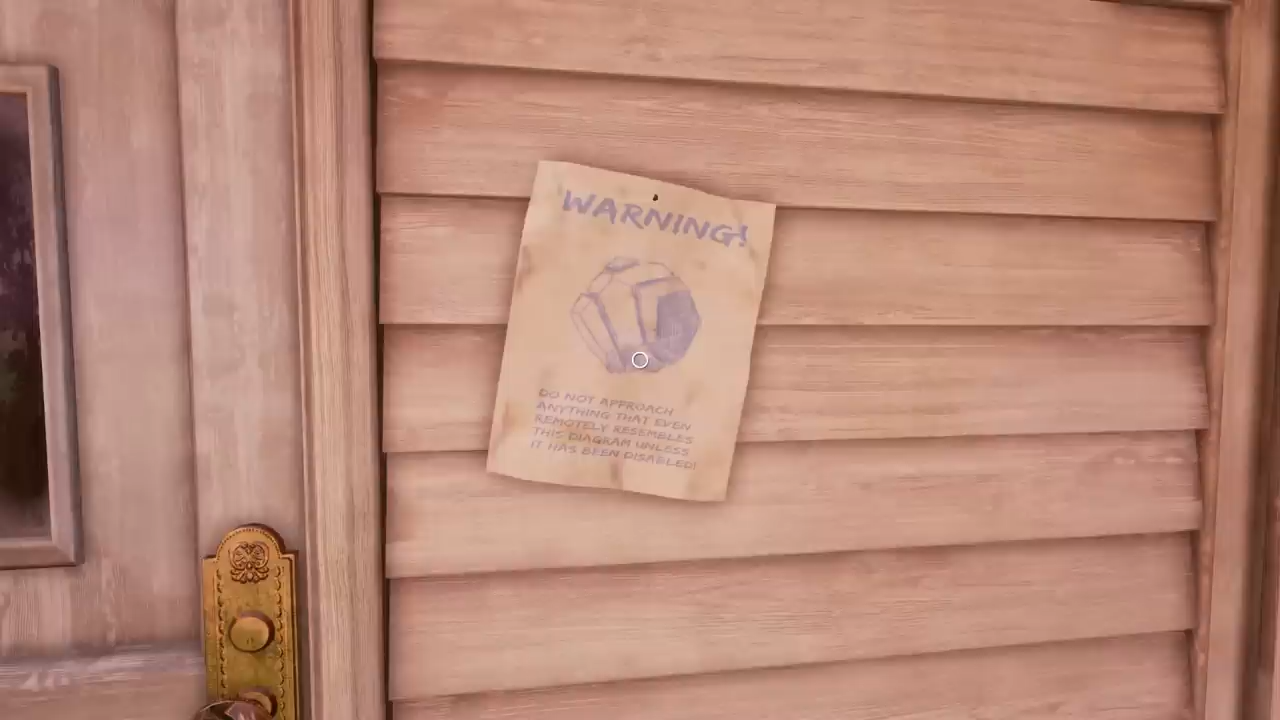 WARNING!
DO NOT APPROACH
ANYTHING THAT EVEN
REMOTELY RESEMBLES
THIS DIAGRAM UNLESS
IT HAS BEEN DISABLED!